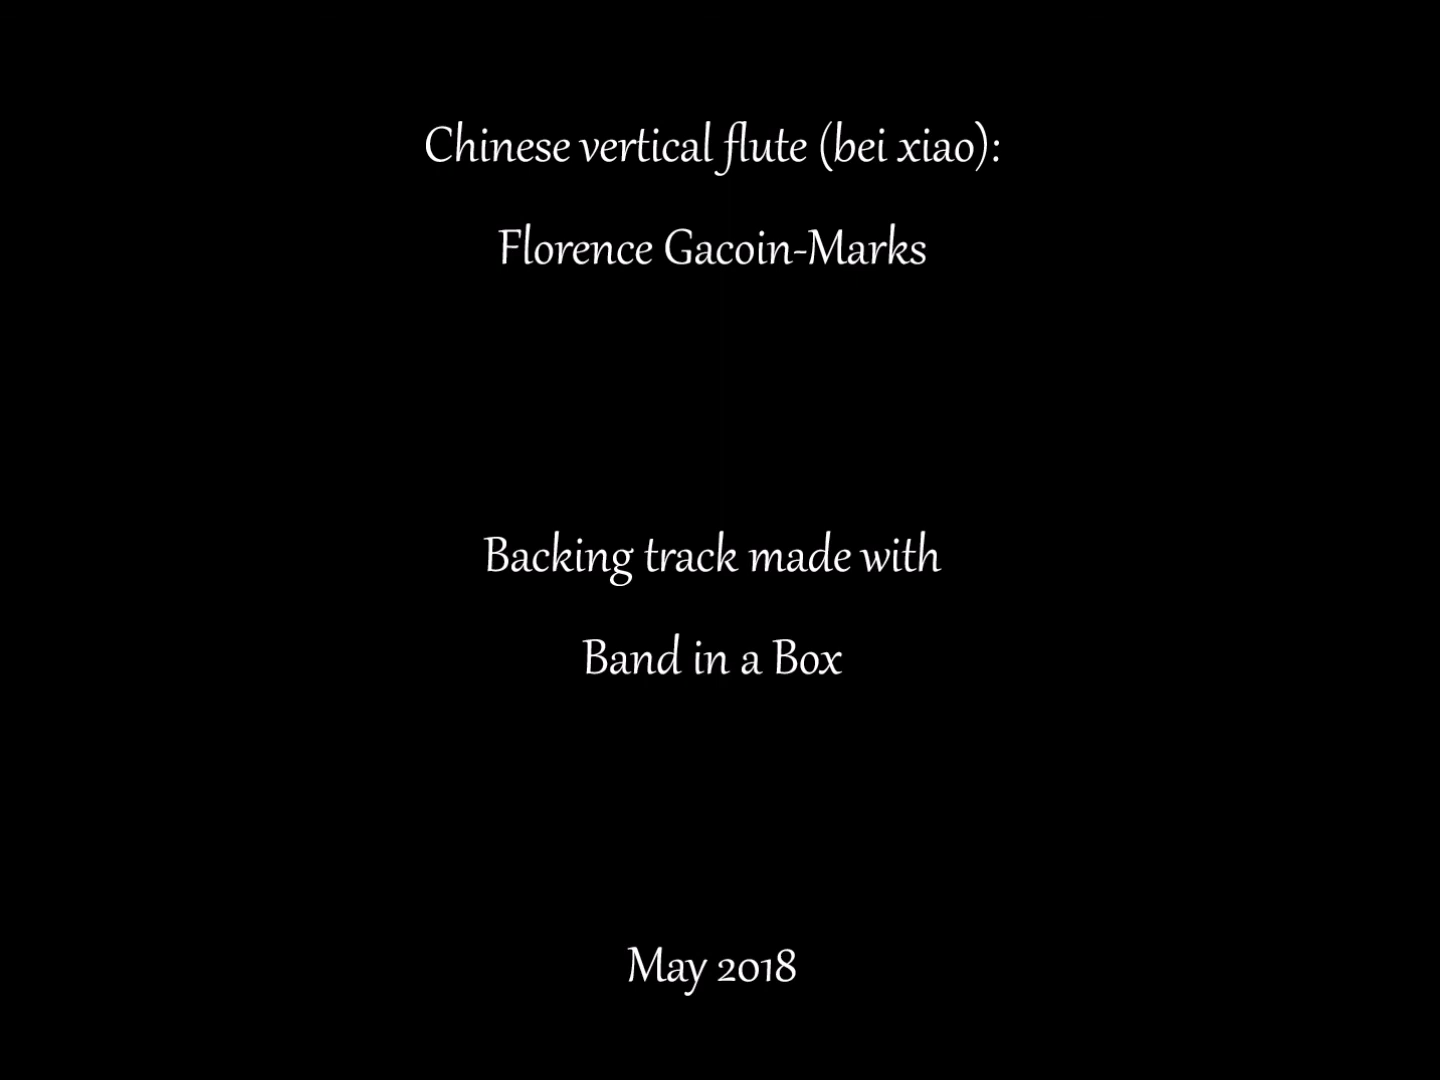 Chinese vertical flute (bei xiao):
Florence Gacoin-Marks
Backing track made with
Band in a Box
May 2018